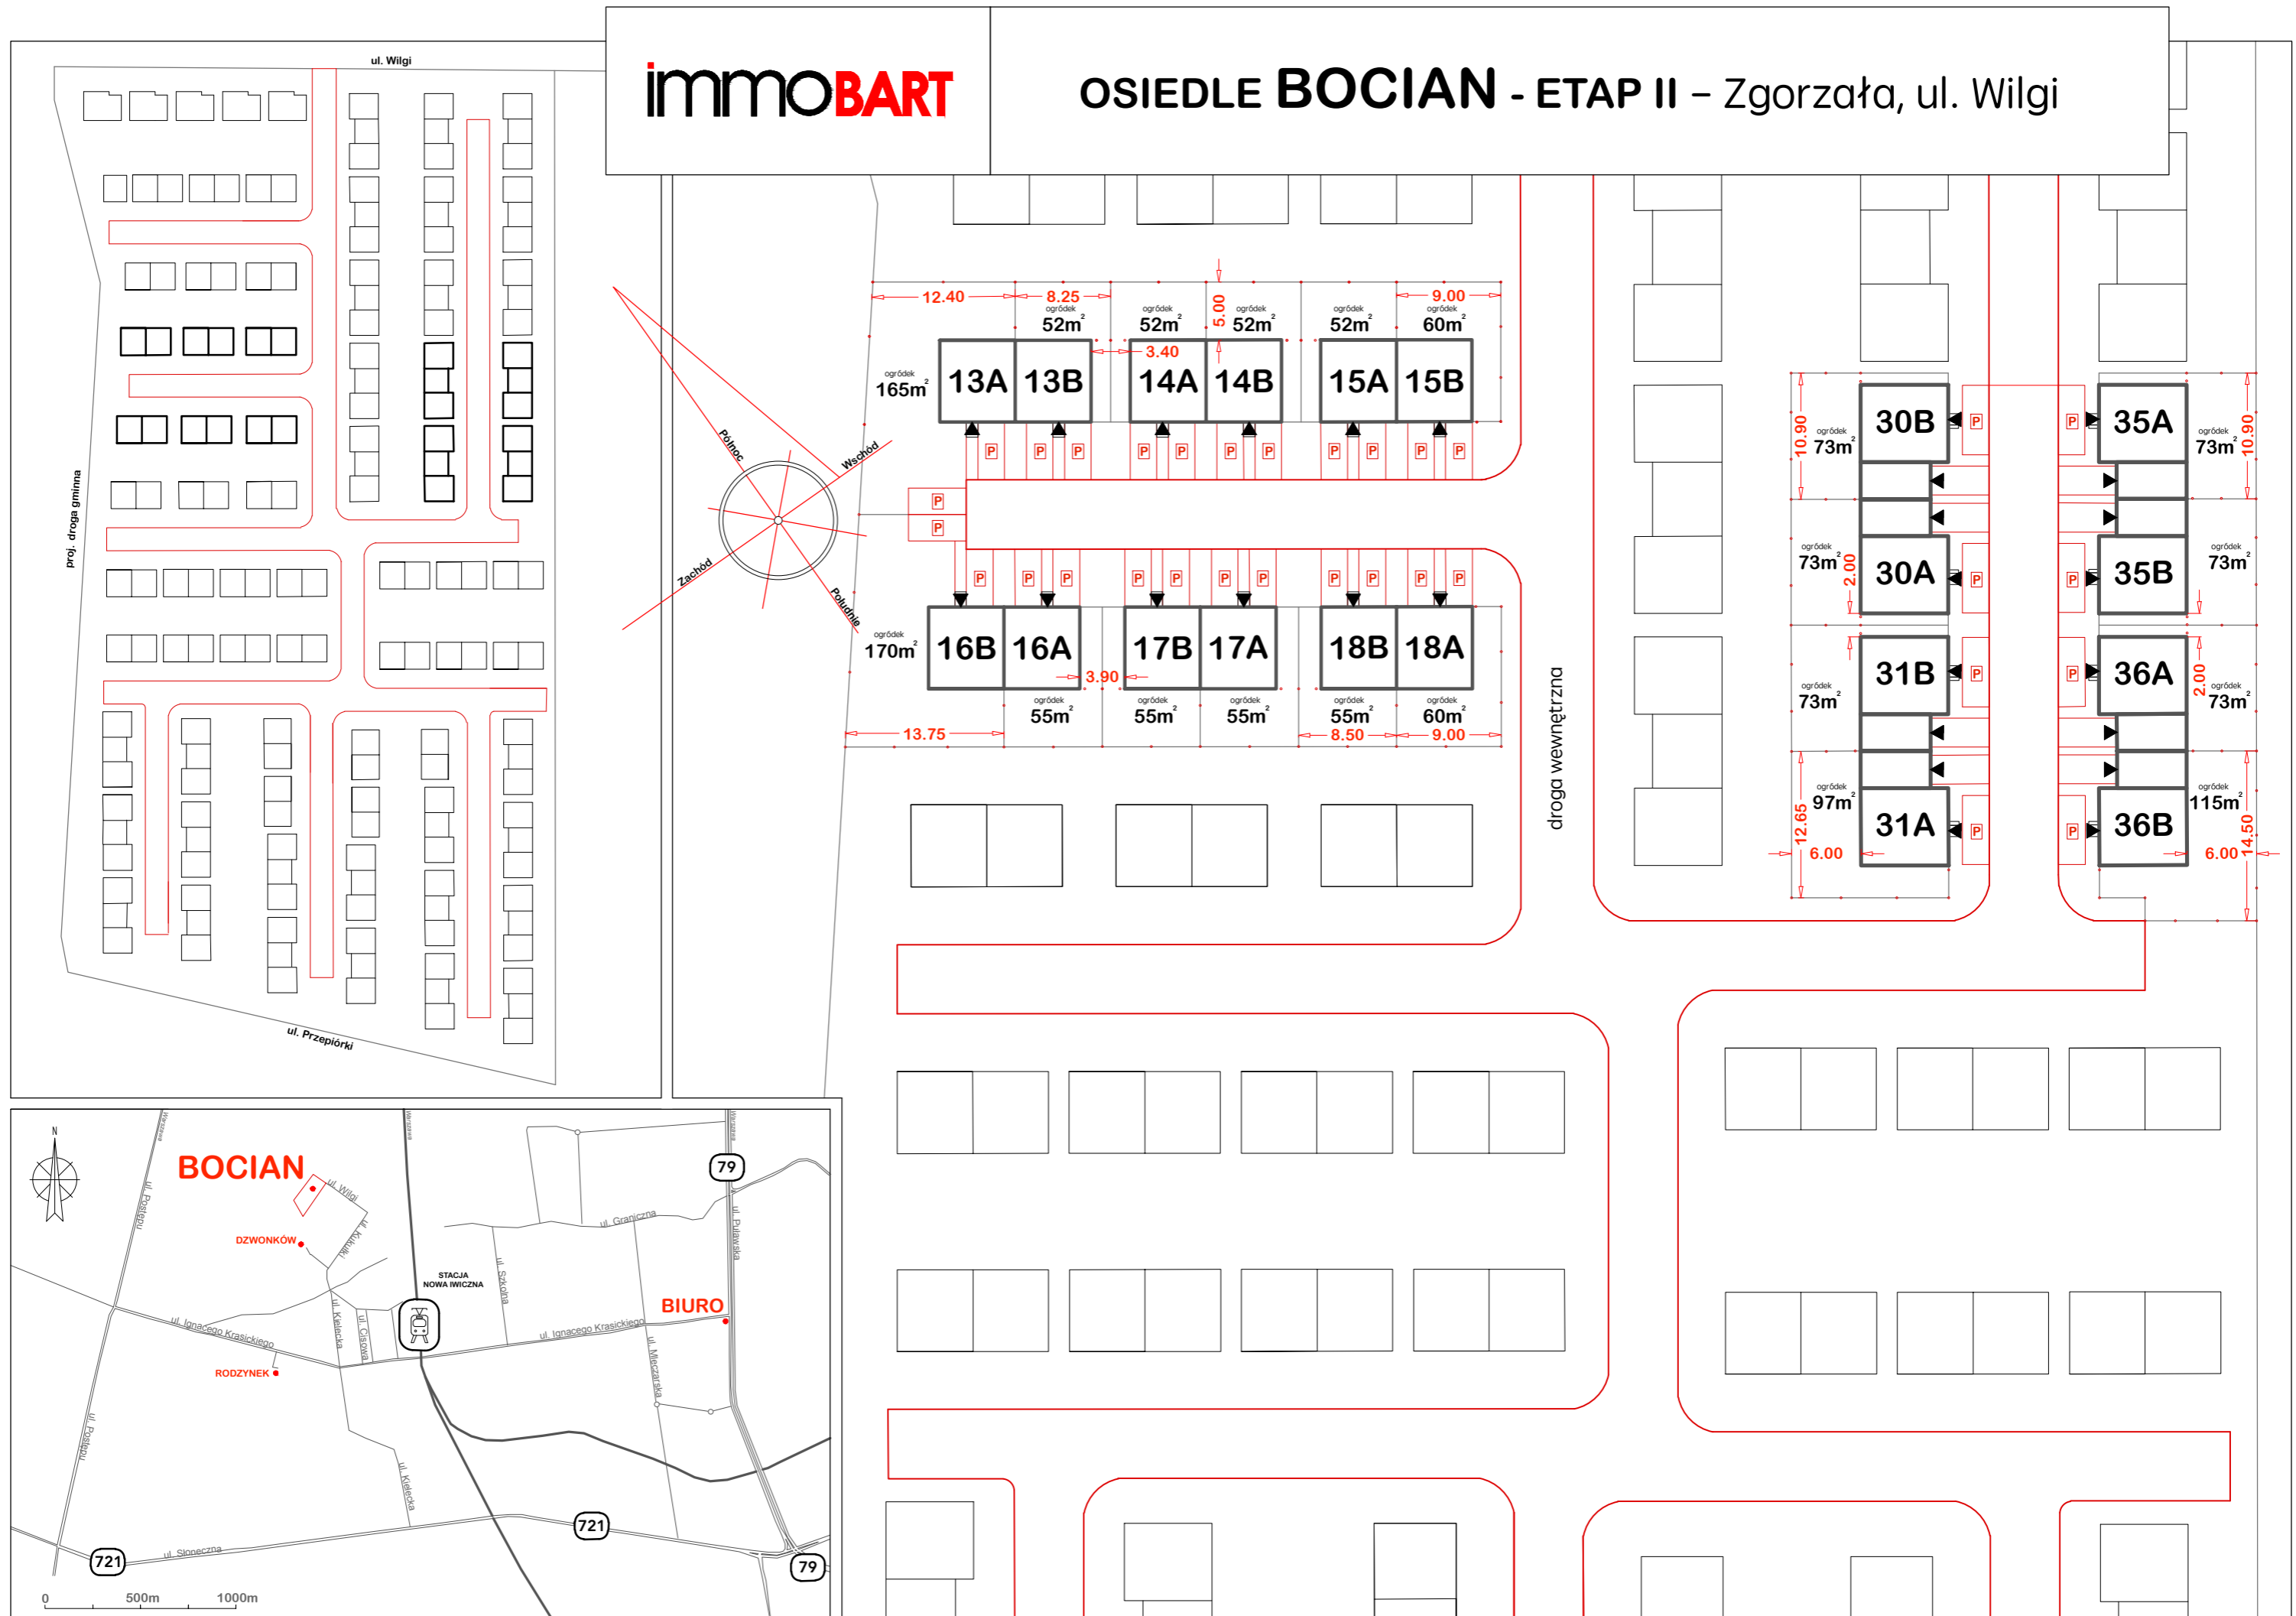 immoBART
OSIEDLE BOCIAN - ETAP II – Zgorzała, ul. Wilgi
ul. Wilgi
proj. droga gminna
ul. Przepiórki
Północ
Wschód
Zachód
Południe
12.40
8.25
5.00
9.00
ogródek
52m²
ogródek
52m²
ogródek
52m²
ogródek
52m²
ogródek
60m²
3.40
ogródek
165m²
13A
13B
14A
14B
15A
15B
P P P P P P P P P P P
P
P
P P P P P P P P P P P
ogródek
170m²
16B
16A
17B
17A
18B
18A
3.90
ogródek
55m²
ogródek
55m²
ogródek
55m²
ogródek
55m²
ogródek
60m²
13.75
8.50
9.00
droga wewnętrzna
10.90
ogródek
73m²
30B
P
P
35A
ogródek
73m²
10.90
ogródek
73m²
2.00
30A
P
P
35B
ogródek
73m²
ogródek
73m²
31B
P
P
36A
2.00
ogródek
73m²
ogródek
97m²
12.65
31A
P
P
36B
ogródek
115m²
14.50
6.00
6.00
N
BOCIAN
ul. Wilgi
ul. Kukułki
DZWONKÓW
ul. Postępu
Warszawa
Warszawa
Warszawa
79
ul. Puławska
ul. Graniczna
ul. Szkolna
STACJA
NOWA IWICZNA
BIURO
ul. Ignacego Krasickiego
ul. Ignacego Krasickiego
ul. Kielecka
ul. Cisowa
ul. Mleczarska
RODZYNEK
ul. Postępu
ul. Kielecka
721
ul. Słoneczna
721
79
0
500m
1000m